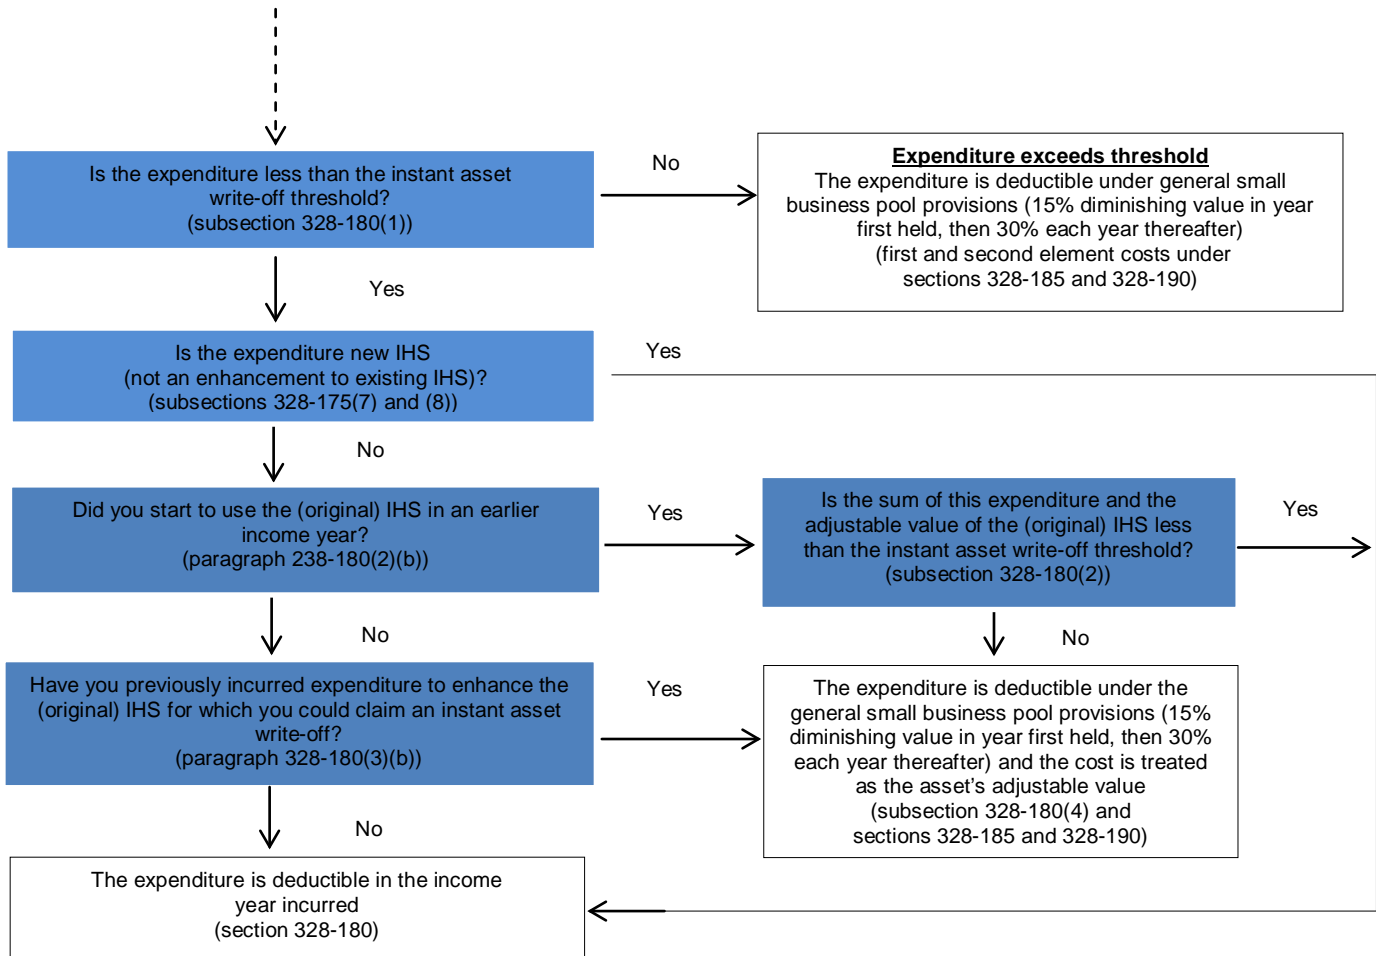 Is the expenditure less than the instant asset
write-off threshold?
(subsection 328-180(1))
No
Expenditure exceeds threshold
The expenditure is deductible under general small
business pool provisions (15% diminishing value in year
first held, then 30% each year thereafter)
(first and second element costs under
sections 328-185 and 328-190)
Yes
Is the expenditure new IHS
(not an enhancement to existing IHS)?
(subsections 328-175(7) and (8))
Yes
No
Did you start to use the (original) IHS in an earlier
income year?
(paragraph 238-180(2)(b))
Yes
Is the sum of this expenditure and the
adjustable value of the (original) IHS less
than the instant asset write-off threshold?
(subsection 328-180(2))
Yes
No
No
Have you previously incurred expenditure to enhance the
(original) IHS for which you could claim an instant asset
write-off?
(paragraph 328-180(3)(b))
Yes
The expenditure is deductible under the
general small business pool provisions (15%
diminishing value in year first held, then 30%
each year thereafter) and the cost is treated
as the asset's adjustable value
(subsection 328-180(4) and
sections 328-185 and 328-190)
No
The expenditure is deductible in the income
year incurred
(section 328-180)